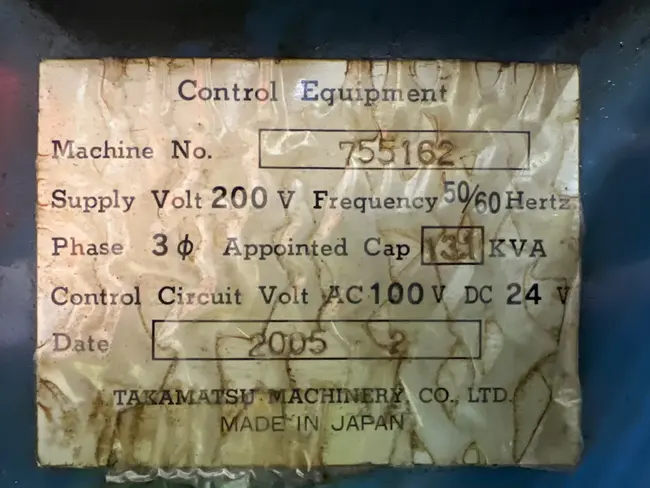 Control Equipment
Machine No. 755162
Supply Volt 200 V Frequency 50/60 Hertz
Phase 3 ϕ Appointed Cap KVA
Control Circuit Volt AC 100 V DC 24 V
Date 2005 2
TAKAMATSU MACHINERY CO., LTD.
MADE IN JAPAN